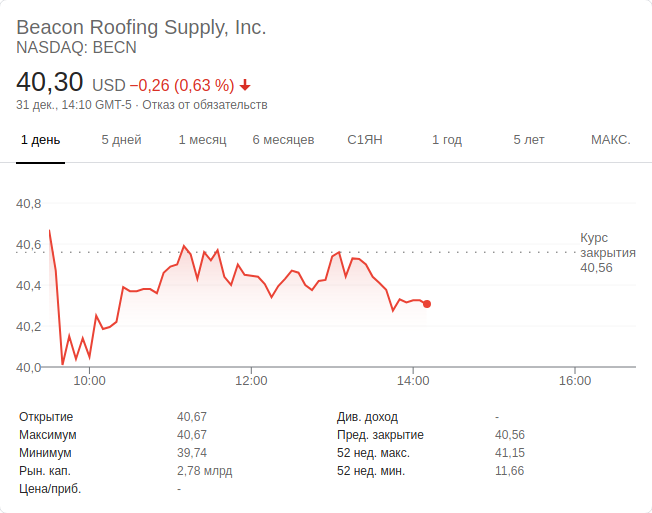 Beacon Roofing Supply, Inc.
NASDAQ: BECN
40,30 USD −0,26 (0,63 %)
31 дек., 14:10 GMT-5 · Отказ от обязательств
1 день 5 дней 1 месяц 6 месяцев С1ЯН 1 год 5 лет МАКС.
40,8
40,6
40,4
40,2
40,0
Курс
закрытия
40,56
10:00 12:00 14:00 16:00
Открытие 40,67 Див. доход -
Максимум 40,67 Пред. закрытие 40,56
Минимум 39,74 52 нед. макс. 41,15
Рын. кап. 2,78 млрд 52 нед. мин. 11,66
Цена/приб. -